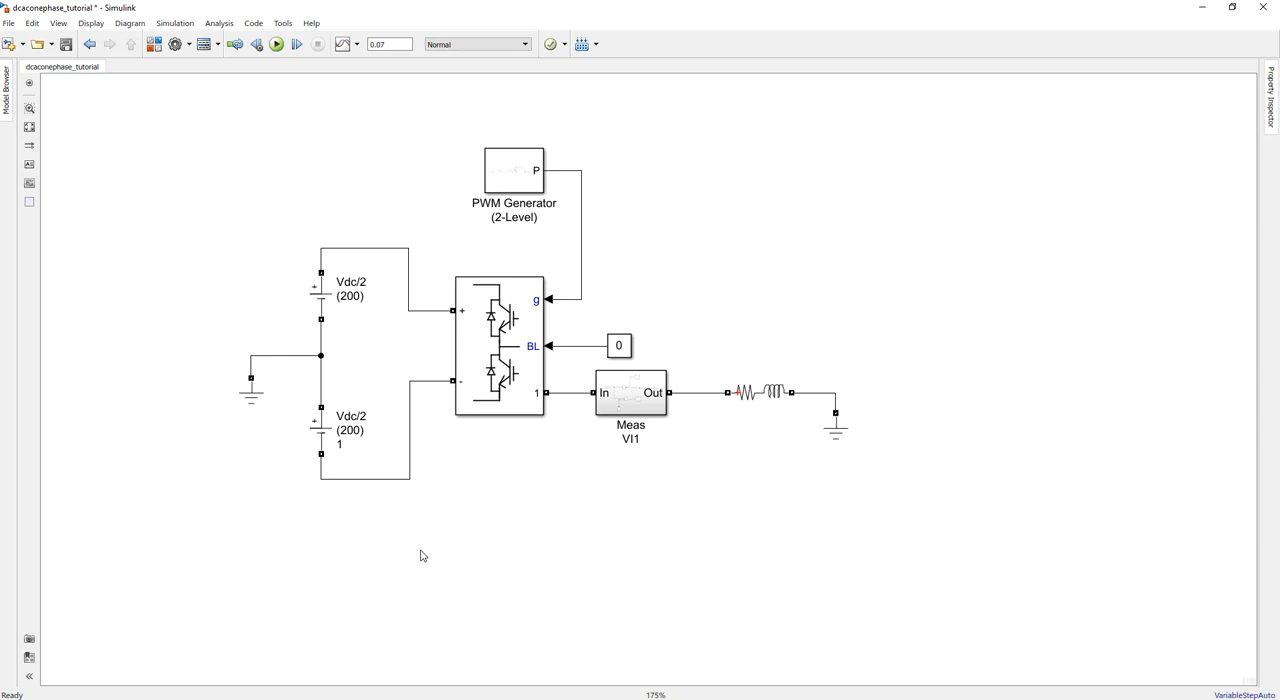 dcaconephase_tutorial * - Simulink
File Edit View Display Diagram Simulation Analysis Code Tools Help
0.07 Normal
dcaconephase_tutorial
Model Browser
Property Inspector
P
PWM Generator
(2-Level)
Vdc/2
(200)
+
g
+
BL
0
-
1
In
Out
Meas
VI1
Vdc/2
(200)
1
+
Ready
175%
VariableStepAuto